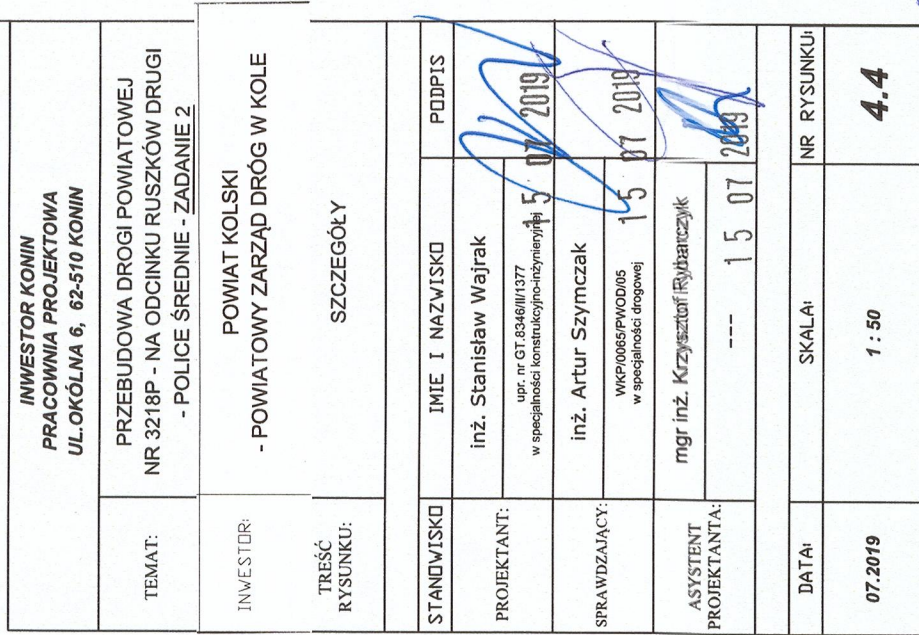 INWESTOR KONIN
PRACOWNIA PROJEKTOWA
UL.OKÓLNA 6, 62-510 KONIN
TEMAT:
PRZEBUDOWA DROGI POWIATOWEJ
NR 3218P - NA ODCINKU RUSZKÓW DRUGI
- POLICE ŚREDNIE - ZADANIE 2
INWESTOR:
POWIAT KOLSKI
- POWIATOWY ZARZĄD DRÓG W KOLE
TREŚĆ
RYSUNKU:
SZCZEGÓŁY
STANOWISKO IMIE I NAZWISKO PODPIS
PROJEKTANT:
inż. Stanisław Wajrak
upr. nr GT.8346/II/1377
w specjalności konstrukcyjno-inżynieryjnej
15 07 2019
SPRAWDZAJĄCY:
inż. Artur Szymczak
WKP/0065/PWOD/05
w specjalności drogowej
15 07 2019
ASYSTENT
PROJEKTANTA:
mgr inż. Krzysztof Rybarczyk
---
15 07 2019
DATA: SKALA: NR RYSUNKU:
07.2019 1 : 50 4.4